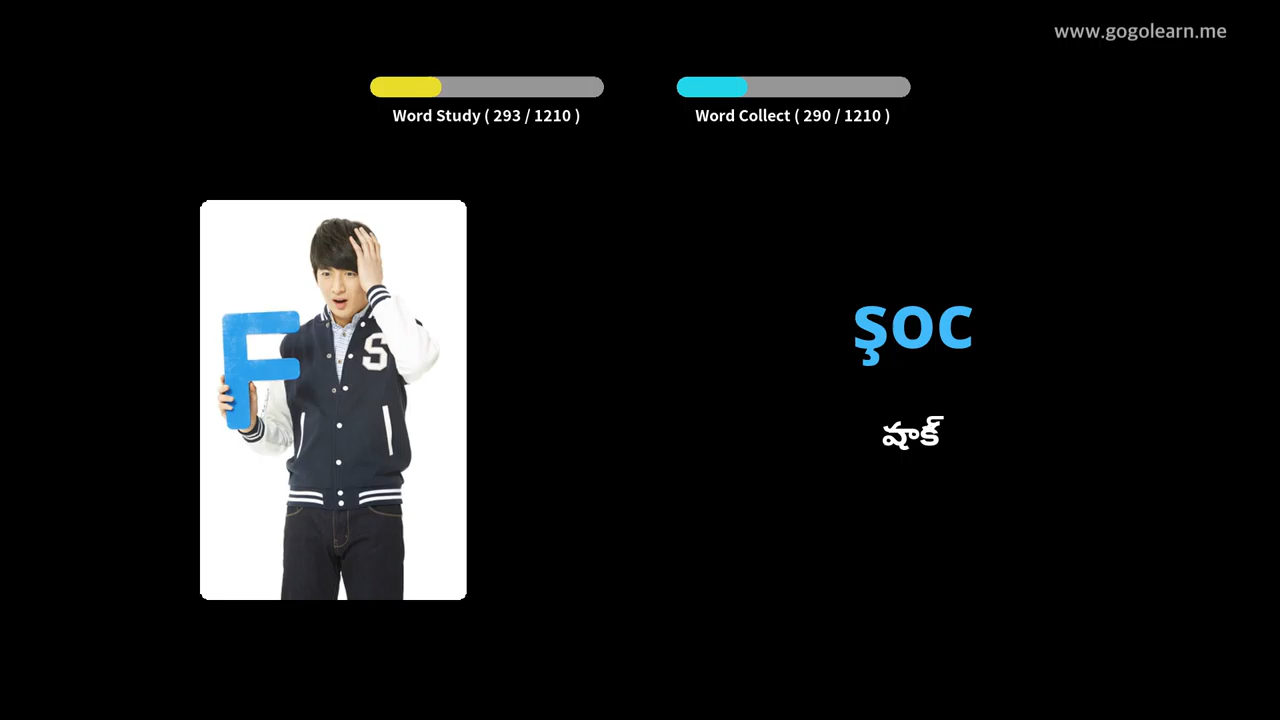 www.gogolearn.me
Word Study ( 293 / 1210 )
Word Collect ( 290 / 1210 )
F
S
şoc
షాక్